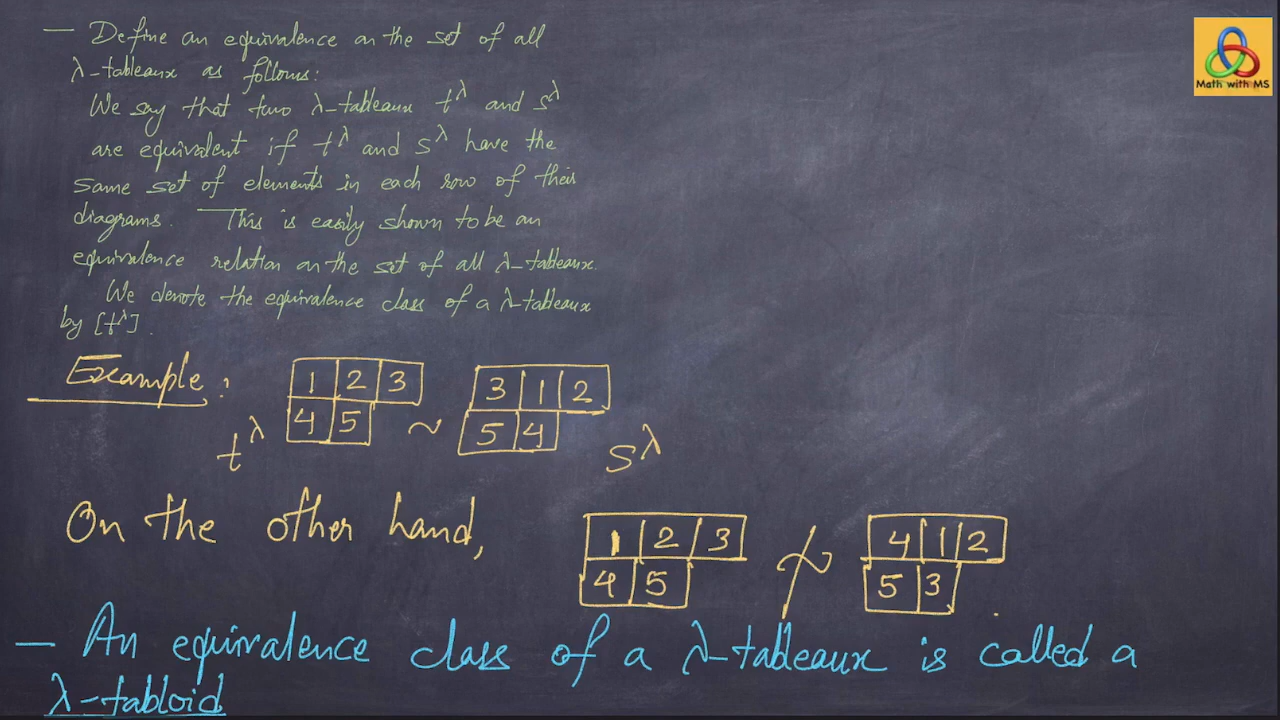 — Define an equivalence on the set of all
λ-tableaux as follows:
We say that two λ-tableaux t^λ and s^λ
are equivalent if t^λ and s^λ have the
same set of elements in each row of their
diagrams. This is easily shown to be an
equivalence relation on the set of all λ-tableaux.
We denote the equivalence class of a λ-tableaux
by [t^λ].
Example:
t^λ
1 2 3
4 5
~
3 1 2
5 4
s^λ
On the other hand,
1 2 3
4 5
≁
4 1 2
5 3
.
— An equivalence class of a λ-tableaux is called a
λ-tabloid
Math with MS